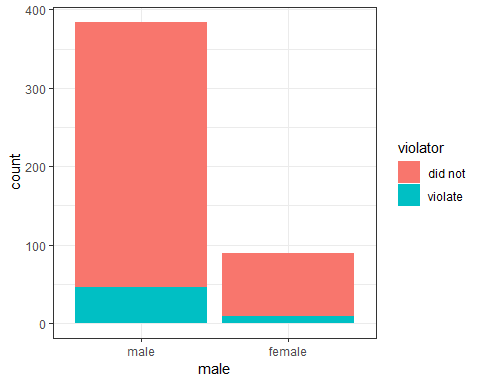 400
300
200
100
0
count
male
female
male
violator
did not
violate